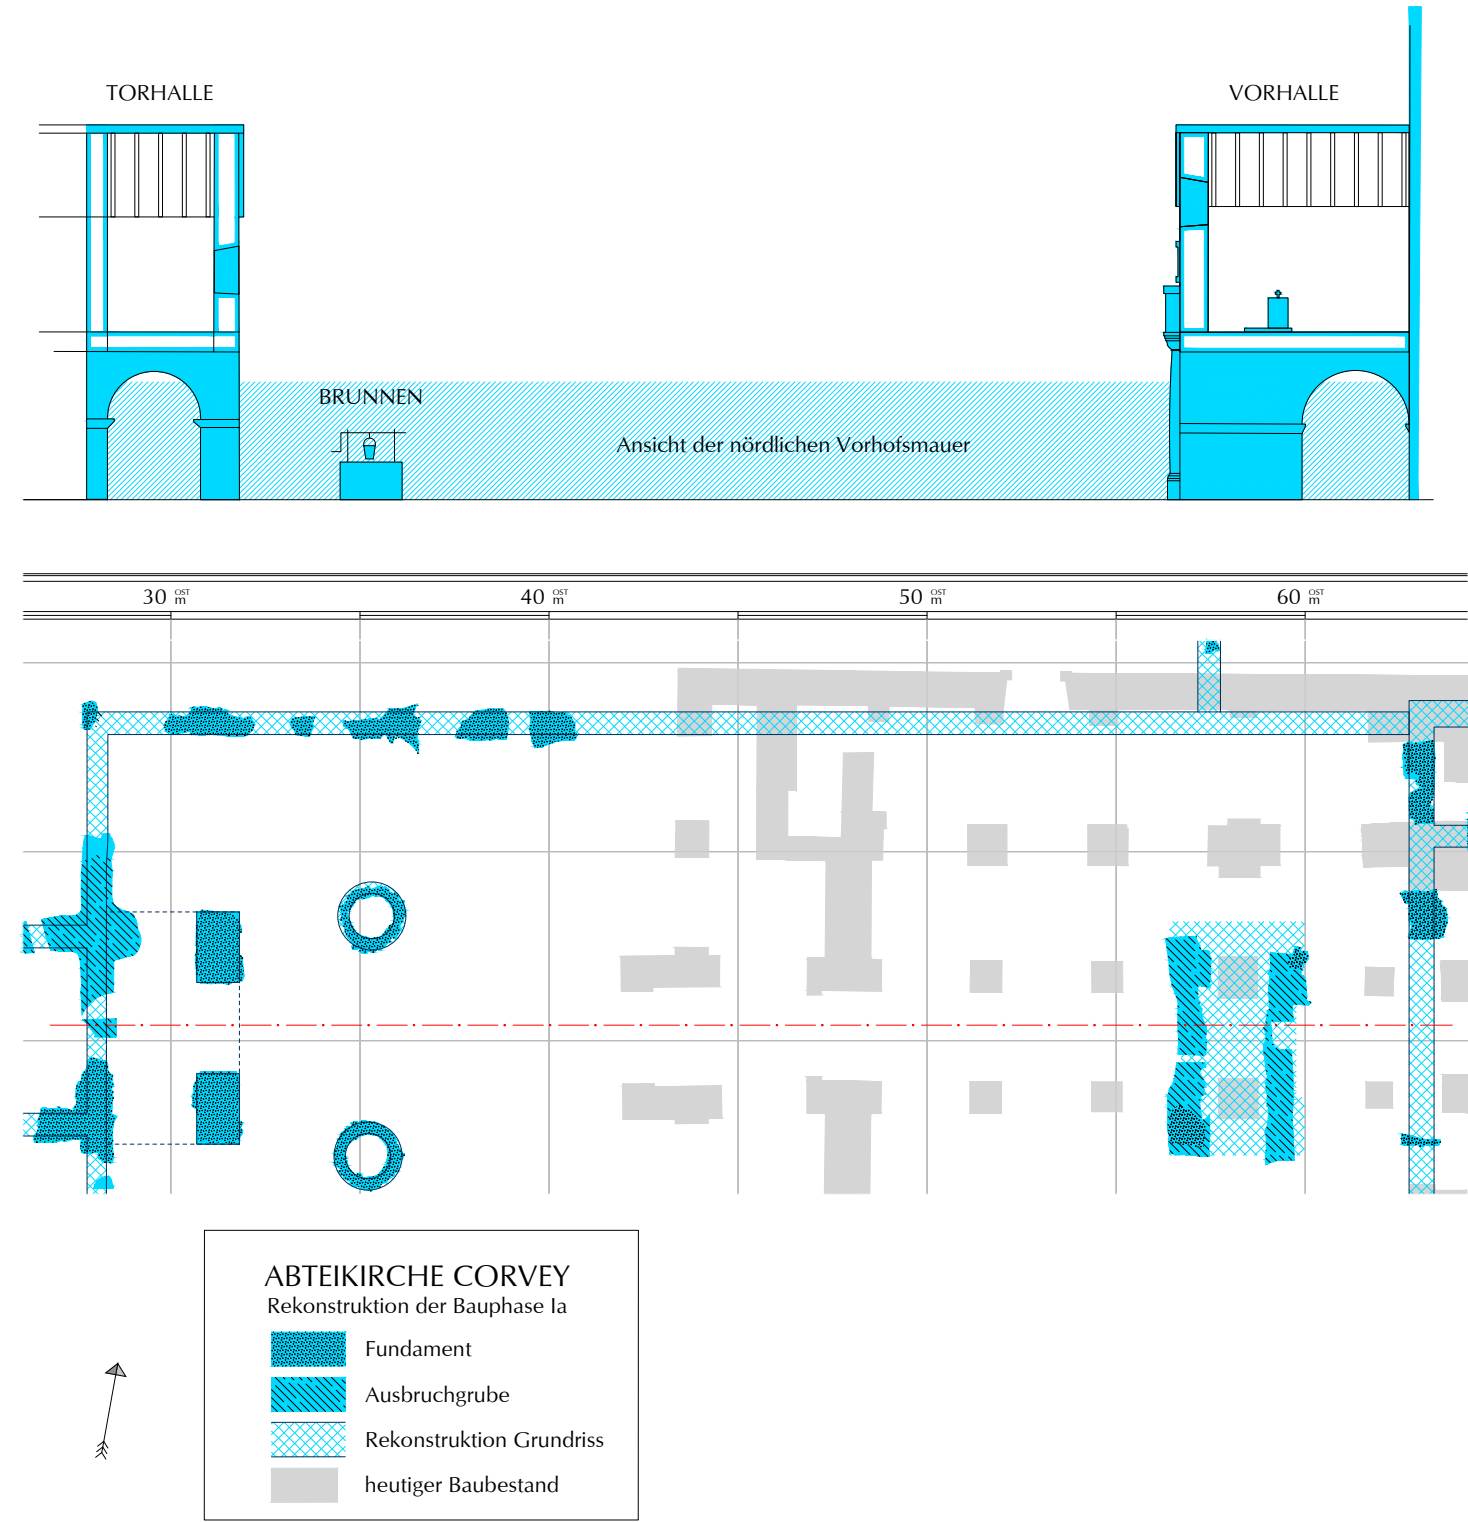 TORHALLE
VORHALLE
BRUNNEN
Ansicht der nördlichen Vorhofsmauer
30 OST m
40 OST m
50 OST m
60 OST m
ABTEIKIRCHE CORVEY
Rekonstruktion der Bauphase Ia
Fundament
Ausbruchgrube
Rekonstruktion Grundriss
heutiger Baubestand